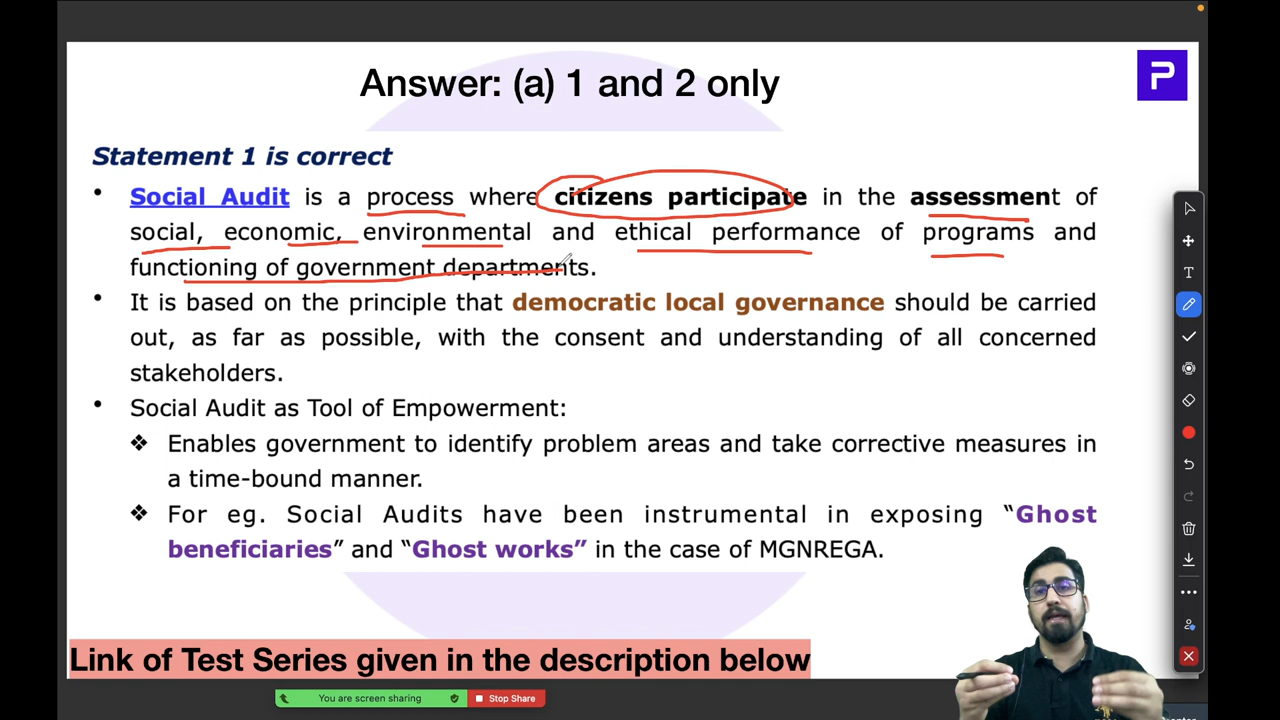 Answer: (a) 1 and 2 only
P
Statement 1 is correct
• Social Audit is a process where citizens participate in the assessment of
social, economic, environmental and ethical performance of programs and
functioning of government departments.
• It is based on the principle that democratic local governance should be carried
out, as far as possible, with the consent and understanding of all concerned
stakeholders.
• Social Audit as Tool of Empowerment:
❖ Enables government to identify problem areas and take corrective measures in
a time-bound manner.
❖ For eg. Social Audits have been instrumental in exposing “Ghost
beneficiaries” and “Ghost works” in the case of MGNREGA.
T
Link of Test Series given in the description below
You are screen sharing
Stop Share